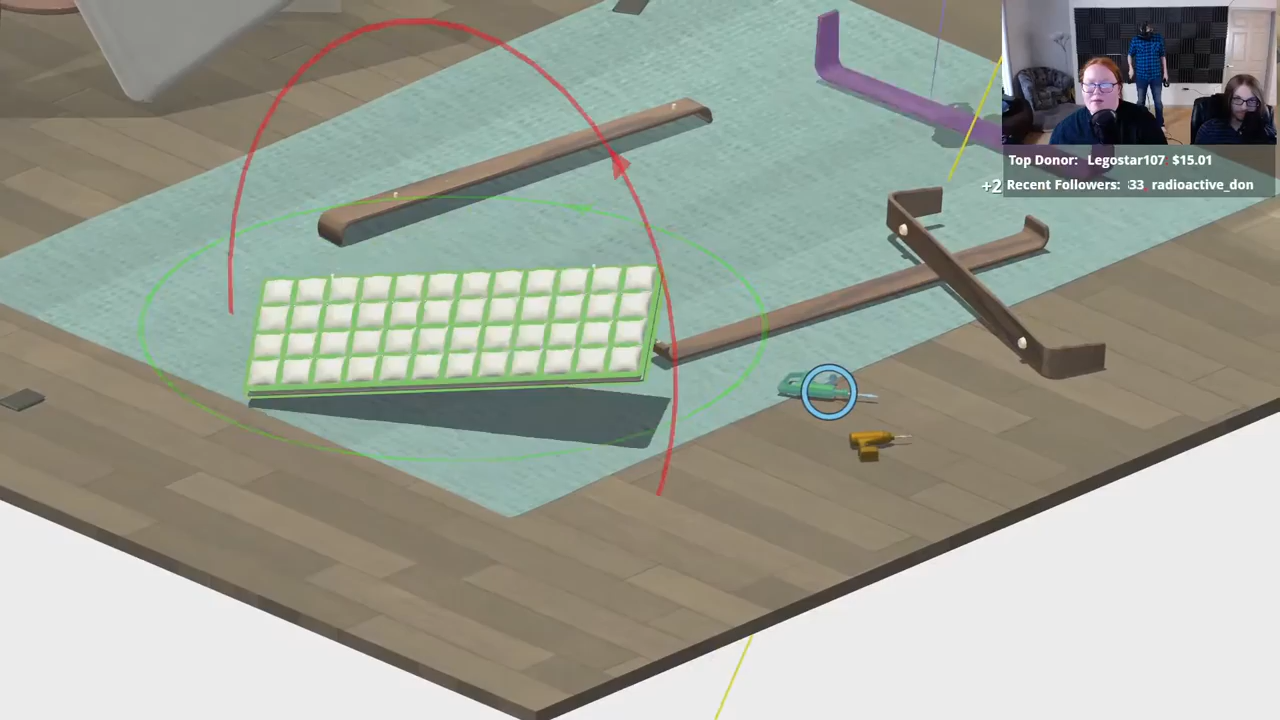 Top Donor: Legostar107 $15.01
+2 Recent Followers: 33 radioactive_don